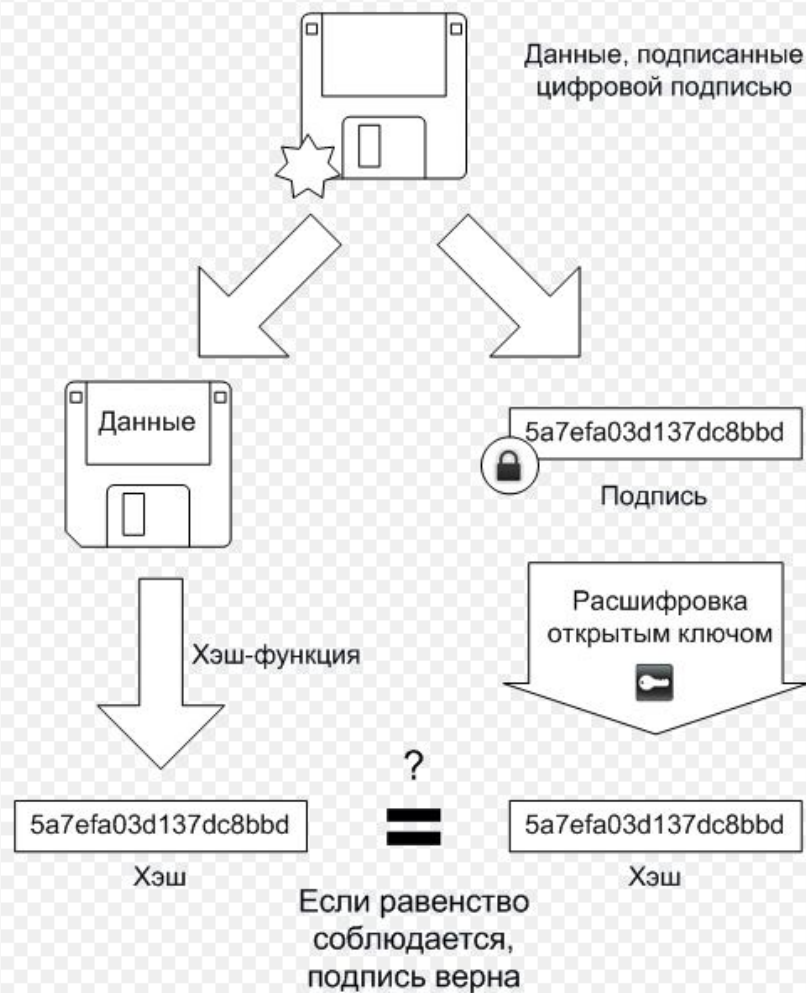 Данные, подписанные
цифровой подписью
Данные
5a7efa03d137dc8bbd
Подпись
Расшифровка
открытым ключом
Хэш-функция
?
5a7efa03d137dc8bbd
=
5a7efa03d137dc8bbd
Хэш
Хэш
Если равенство
соблюдается,
подпись верна